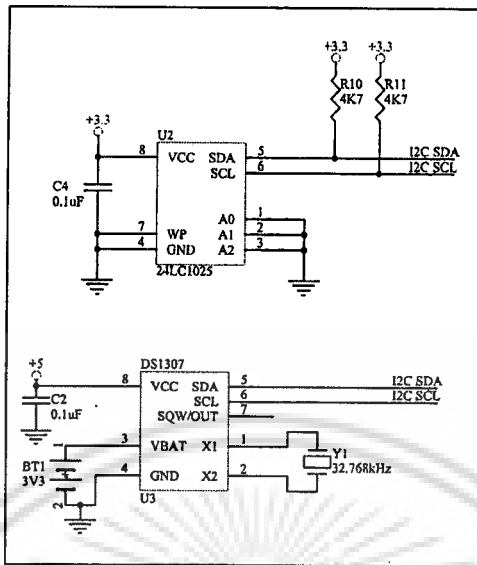 +3.3 +3.3
R10 R11
4K7 4K7
+3.3
U2
8 VCC SDA 5 I2C SDA
SCL 6 I2C SCL
C4
0.1uF
A0 1
7 WP A1 2
4 GND A2 3
24LC1025
+5
DS1307
8 VCC SDA 5 I2C SDA
C2 SCL 6 I2C SCL
0.1uF SQW/OUT 7
1 3 VBAT X1 1
Y1
32.768kHz
BT1 4 GND X2 2
3V3
2 U3